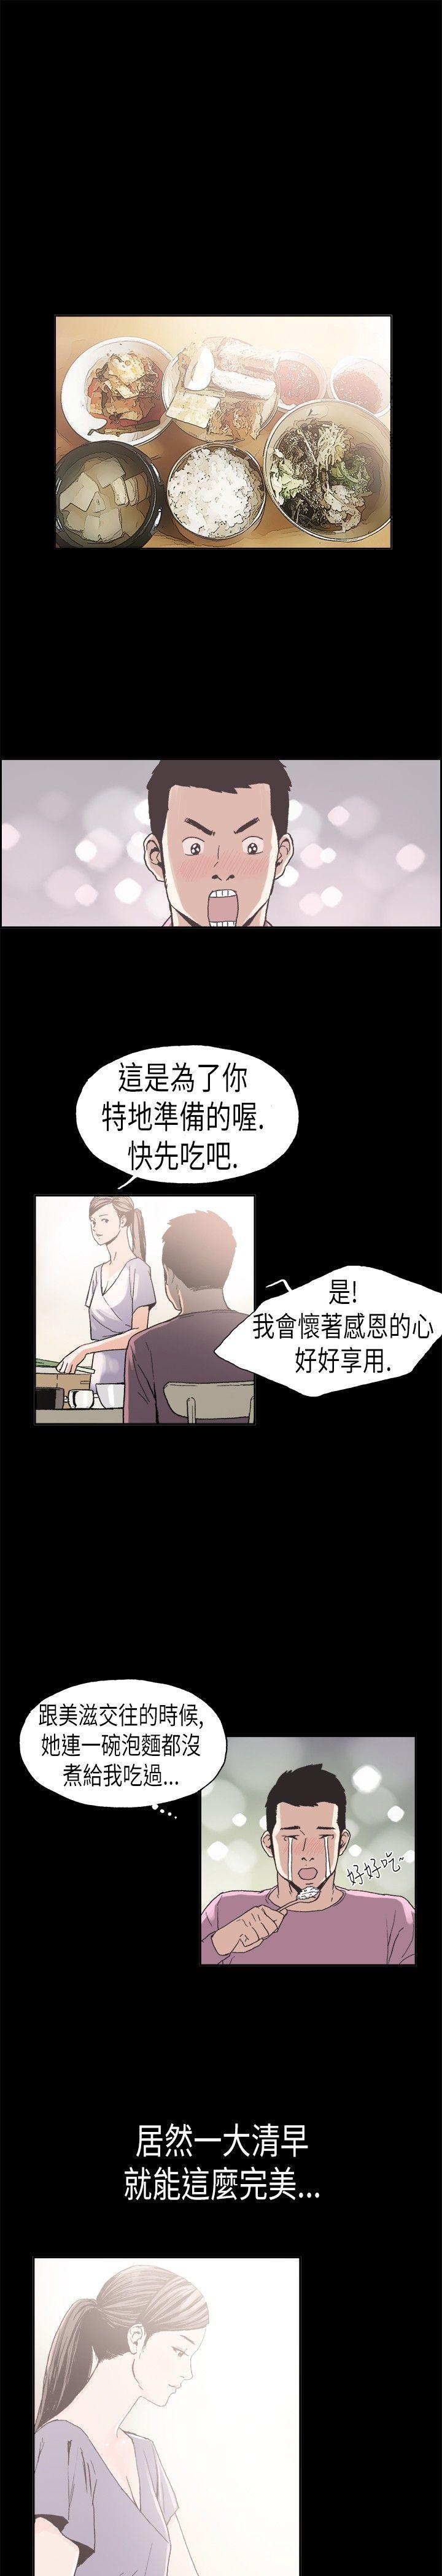 這是為了你
特地準備的喔.
快先吃吧.
是!
我會懷著感恩的心
好好享用.
跟美滋交往的時候,
她連一碗泡麵都沒
煮給我吃過...
好好吃~
居然一大清早
就能這麼完美...